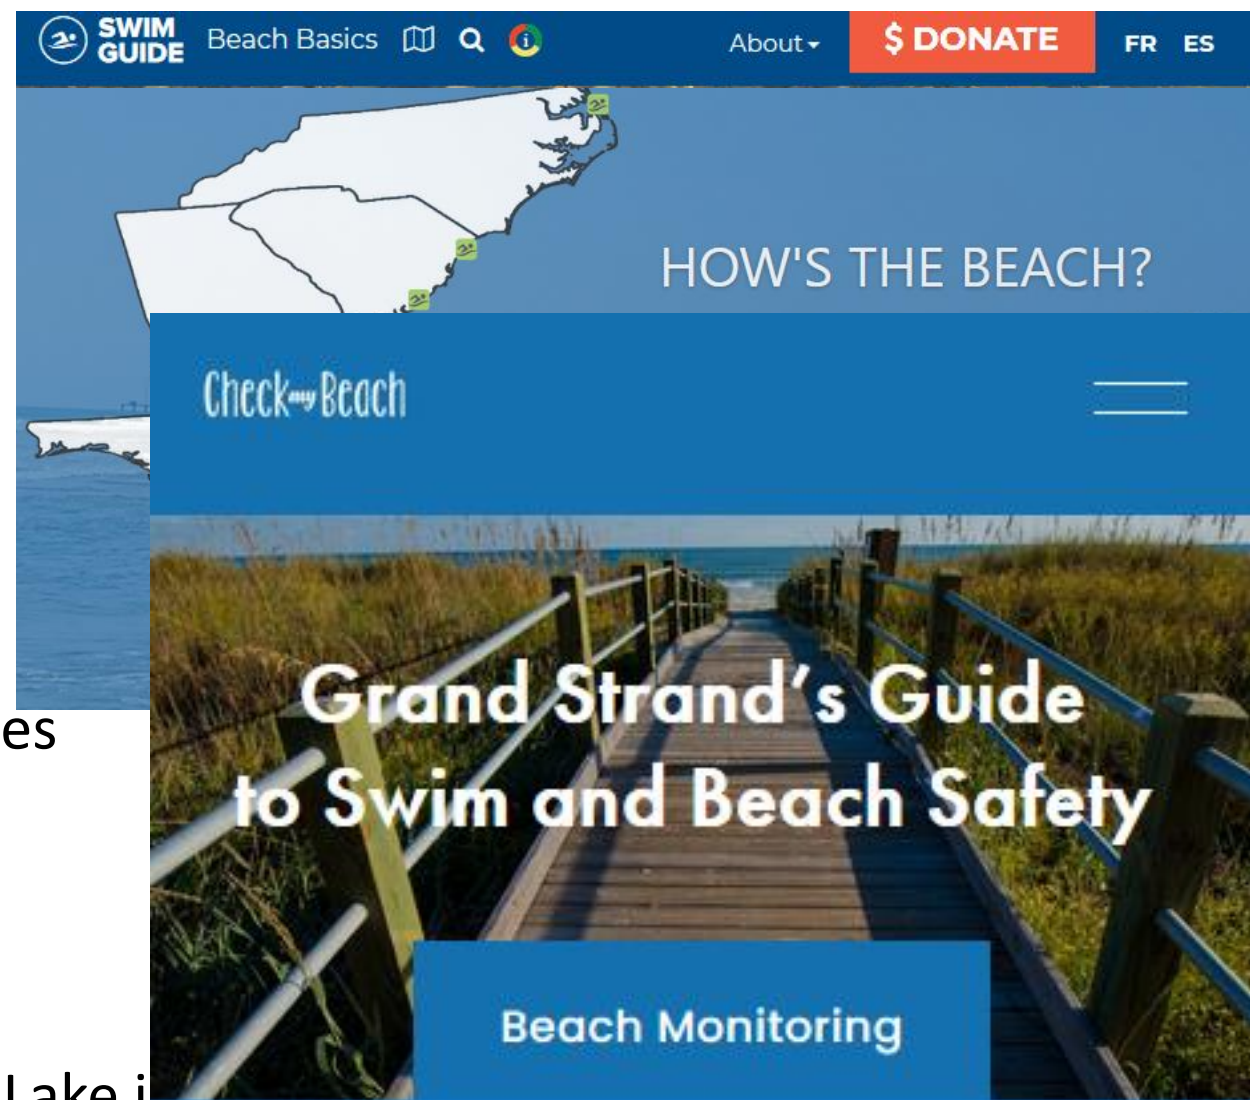 SWIM
GUIDE
Beach Basics
About
$ DONATE
FR ES
HOW'S THE BEACH?
Check my Beach
Grand Strand's Guide
to Swim and Beach Safety
es
Beach Monitoring
Lake i